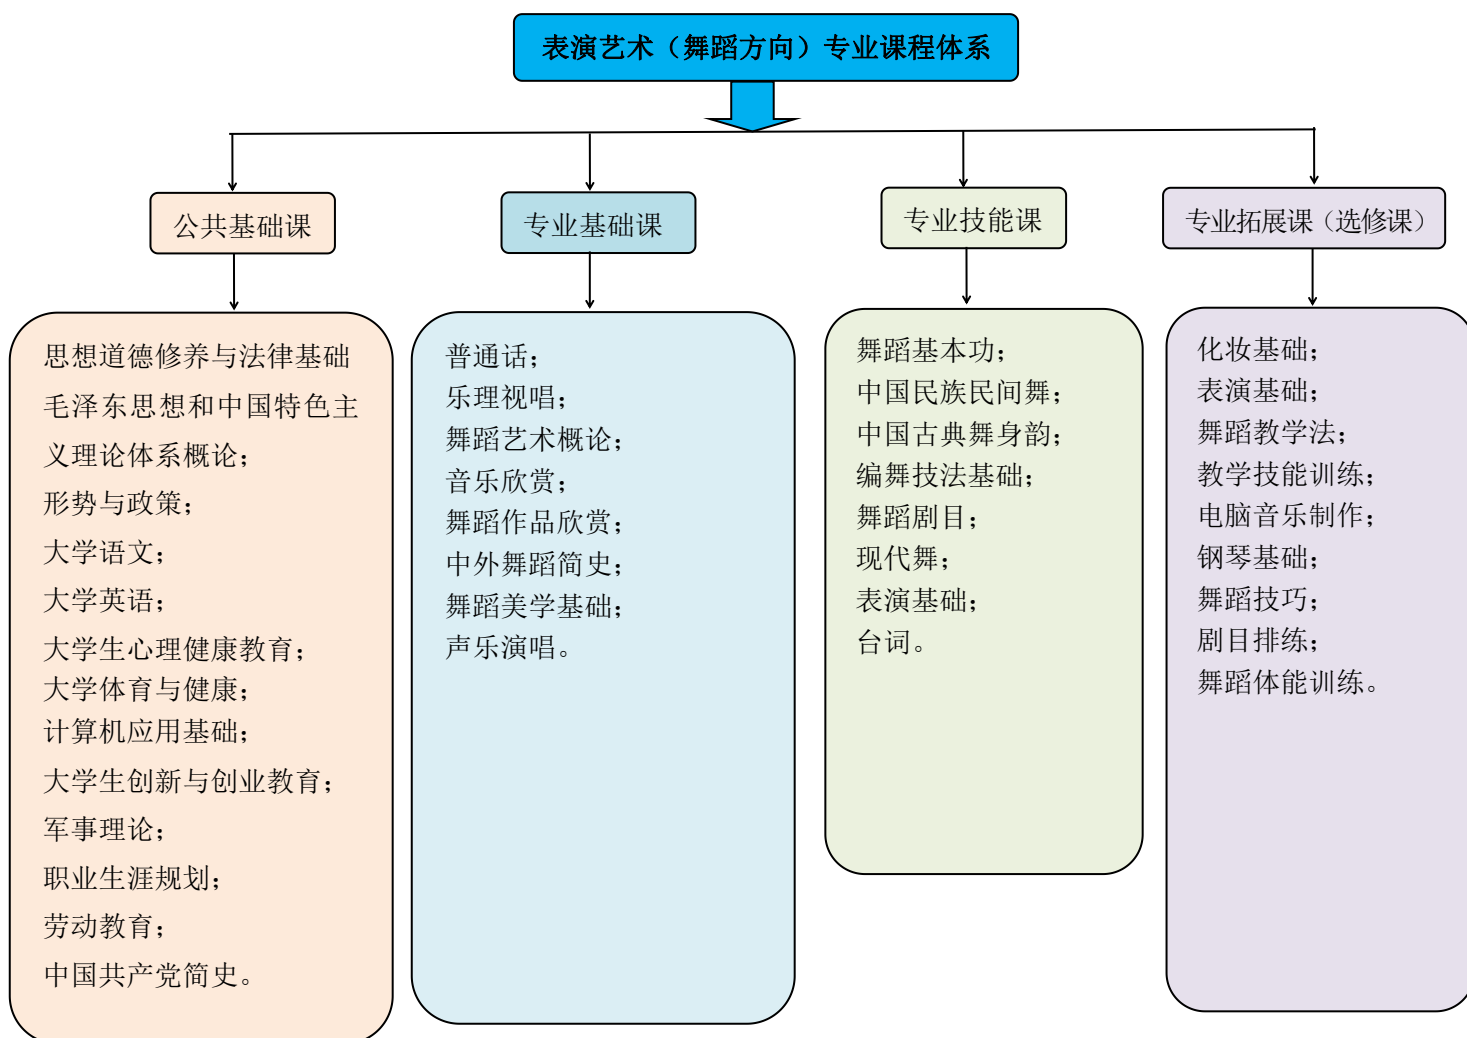 表演艺术（舞蹈方向）专业课程体系
公共基础课
专业基础课
专业技能课
专业拓展课（选修课）
思想道德修养与法律基础
毛泽东思想和中国特色主
义理论体系概论；
形势与政策；
大学语文；
大学英语；
大学生心理健康教育；
大学体育与健康；
计算机应用基础；
大学生创新与创业教育；
军事理论；
职业生涯规划；
劳动教育；
中国共产党简史。
普通话；
乐理视唱；
舞蹈艺术概论；
音乐欣赏；
舞蹈作品欣赏；
中外舞蹈简史；
舞蹈美学基础；
声乐演唱。
舞蹈基本功；
中国民族民间舞；
中国古典舞身韵；
编舞技法基础；
舞蹈剧目；
现代舞；
表演基础；
台词。
化妆基础；
表演基础；
舞蹈教学法；
教学技能训练；
电脑音乐制作；
钢琴基础；
舞蹈技巧；
剧目排练；
舞蹈体能训练。